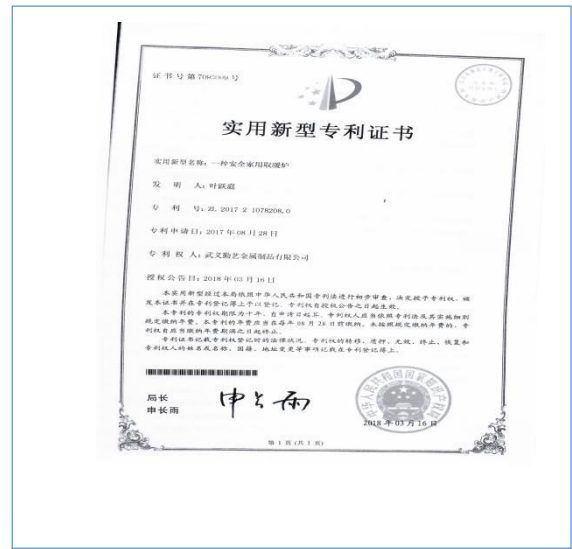 证书号第7082009号
实用新型专利证书
实用新型名称：一种安全家用取暖炉
发 明 人：叶跃庭
专 利 号：ZL 2017 2 1078208.0
专利申请日：2017年08月28日
专 利 权 人：武义勤艺金属制品有限公司
授权公告日：2018年03月16日
本实用新型经过本局依照中华人民共和国专利法进行初步审查，决定授予专利权，颁
发本证书并在专利登记簿上予以登记。专利权自授权公告之日起生效。
本专利的专利权期限为十年，自申请日起算。专利权人应当依照专利法及其实施细则
规定缴纳年费。本专利的年费应当在每年08月28日前缴纳。未按照规定缴纳年费的，专
利权自应当缴纳年费期满之日起终止。
专利证书记载专利权登记时的法律状况。专利权的转移、质押、无效、终止、恢复和
专利权人的姓名或名称、国籍、地址变更等事项记载在专利登记簿上。
局长
申长雨
申长雨
中华人民共和国国家知识产权局
2018年03月16日
第1页(共1页)